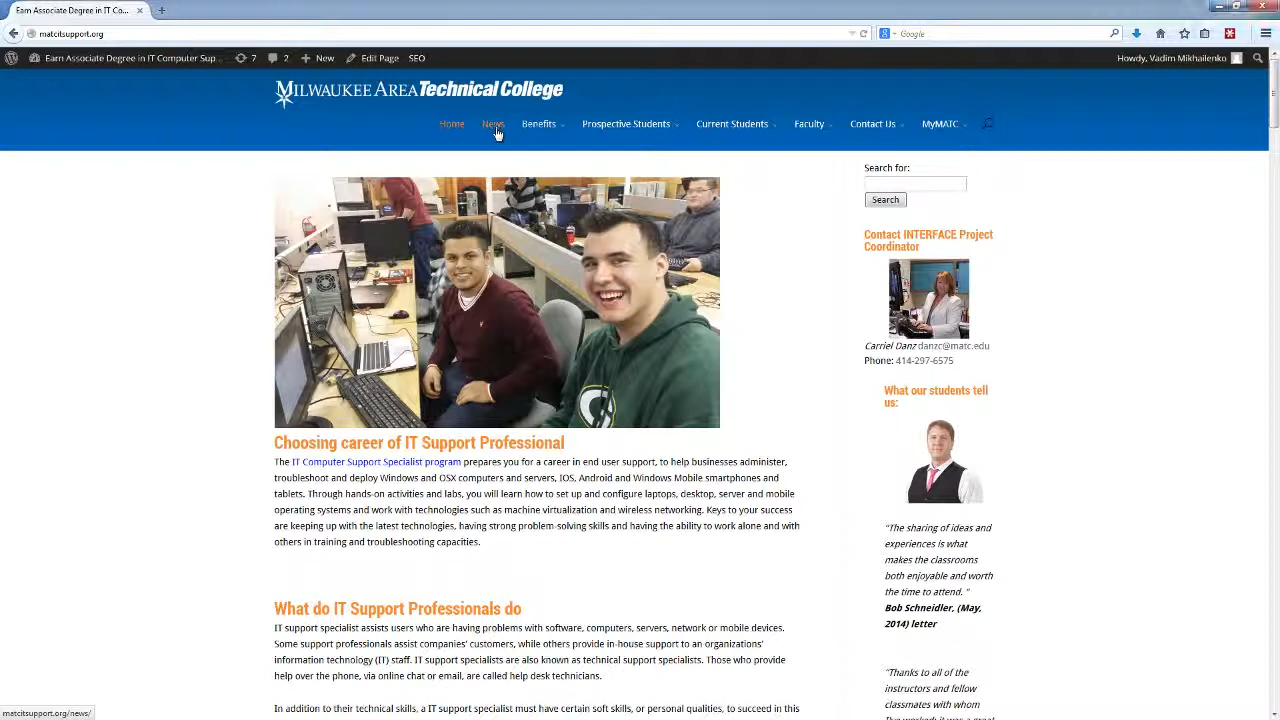 Earn Associate Degree in IT Co...
matcitsupport.org
Google
Earn Associate Degree in IT Computer Sup...
7
2
New
Edit Page
SEO
Howdy, Vadim Mikhailenko
MILWAUKEE AREA Technical College
Home
News
Benefits
Prospective Students
Current Students
Faculty
Contact Us
MyMATC
Search for:
Search
Contact INTERFACE Project
Coordinator
Carriel Danz danzc@matc.edu
Phone: 414-297-6575
What our students tell
us:
"The sharing of ideas and
experiences is what
makes the classrooms
both enjoyable and worth
the time to attend. "
Bob Schneidler, (May,
2014) letter
"Thanks to all of the
instructors and fellow
classmates with whom
Choosing career of IT Support Professional
The IT Computer Support Specialist program prepares you for a career in end user support, to help businesses administer,
troubleshoot and deploy Windows and OSX computers and servers, IOS, Android and Windows Mobile smartphones and
tablets. Through hands-on activities and labs, you will learn how to set up and configure laptops, desktop, server and mobile
operating systems and work with technologies such as machine virtualization and wireless networking. Keys to your success
are keeping up with the latest technologies, having strong problem-solving skills and having the ability to work alone and with
others in training and troubleshooting capacities.
What do IT Support Professionals do
IT support specialist assists users who are having problems with software, computers, servers, network or mobile devices.
Some support professionals assist companies' customers, while others provide in-house support to an organizations'
information technology (IT) staff. IT support specialists are also known as technical support specialists. Those who provide
help over the phone, via online chat or email, are called help desk technicians.
In addition to their technical skills, a IT support specialist must have certain soft skills, or personal qualities, to succeed in this
matcitsupport.org/news/